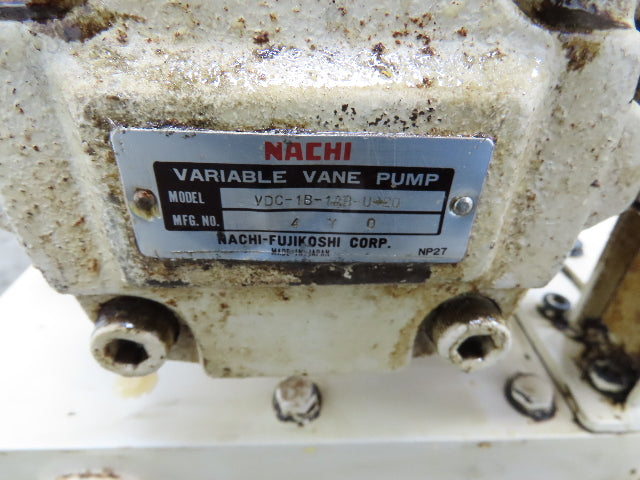 NACHI
VARIABLE VANE PUMP
MODEL VDC-1B-1A3-U-20
MFG. NO. 4 Y 0
NACHI-FUJIKOSHI CORP.
MADE IN JAPAN
NP27